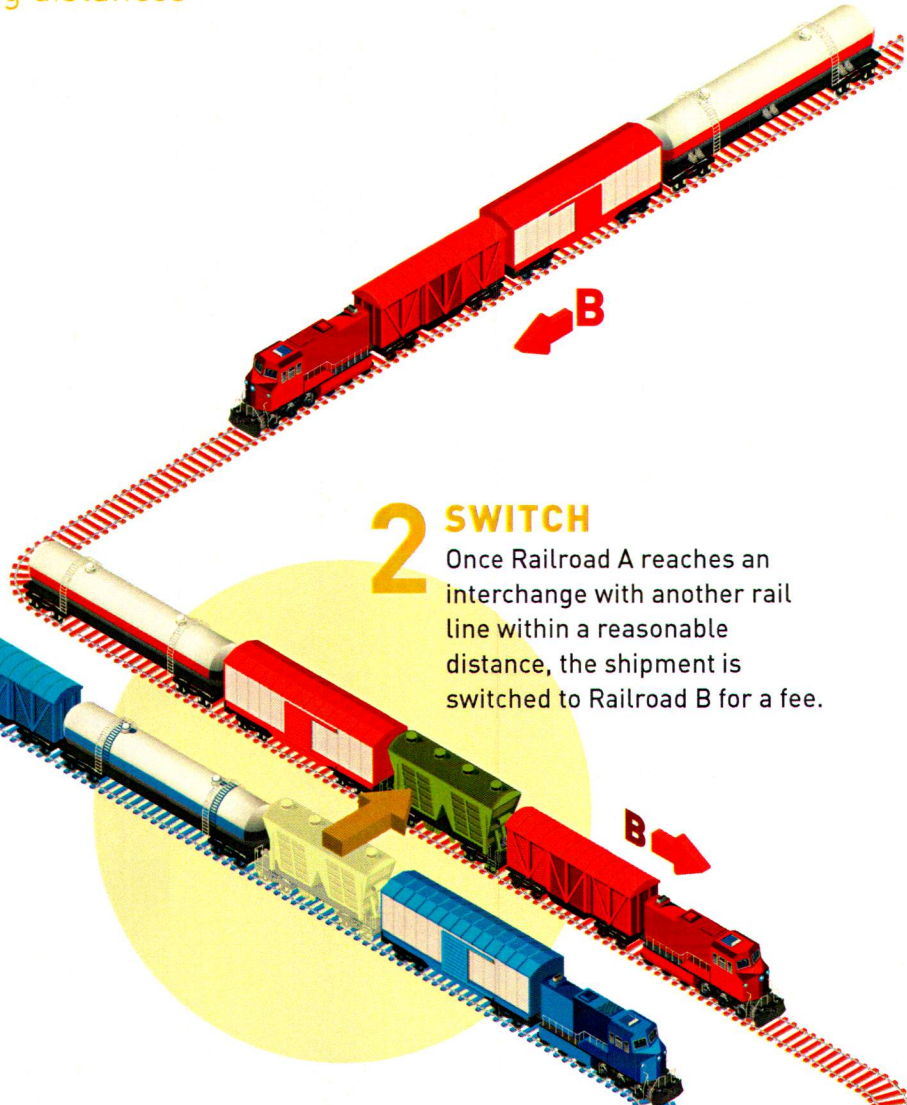 g distances
B
2 SWITCH
Once Railroad A reaches an
interchange with another rail
line within a reasonable
distance, the shipment is
switched to Railroad B for a fee.
B